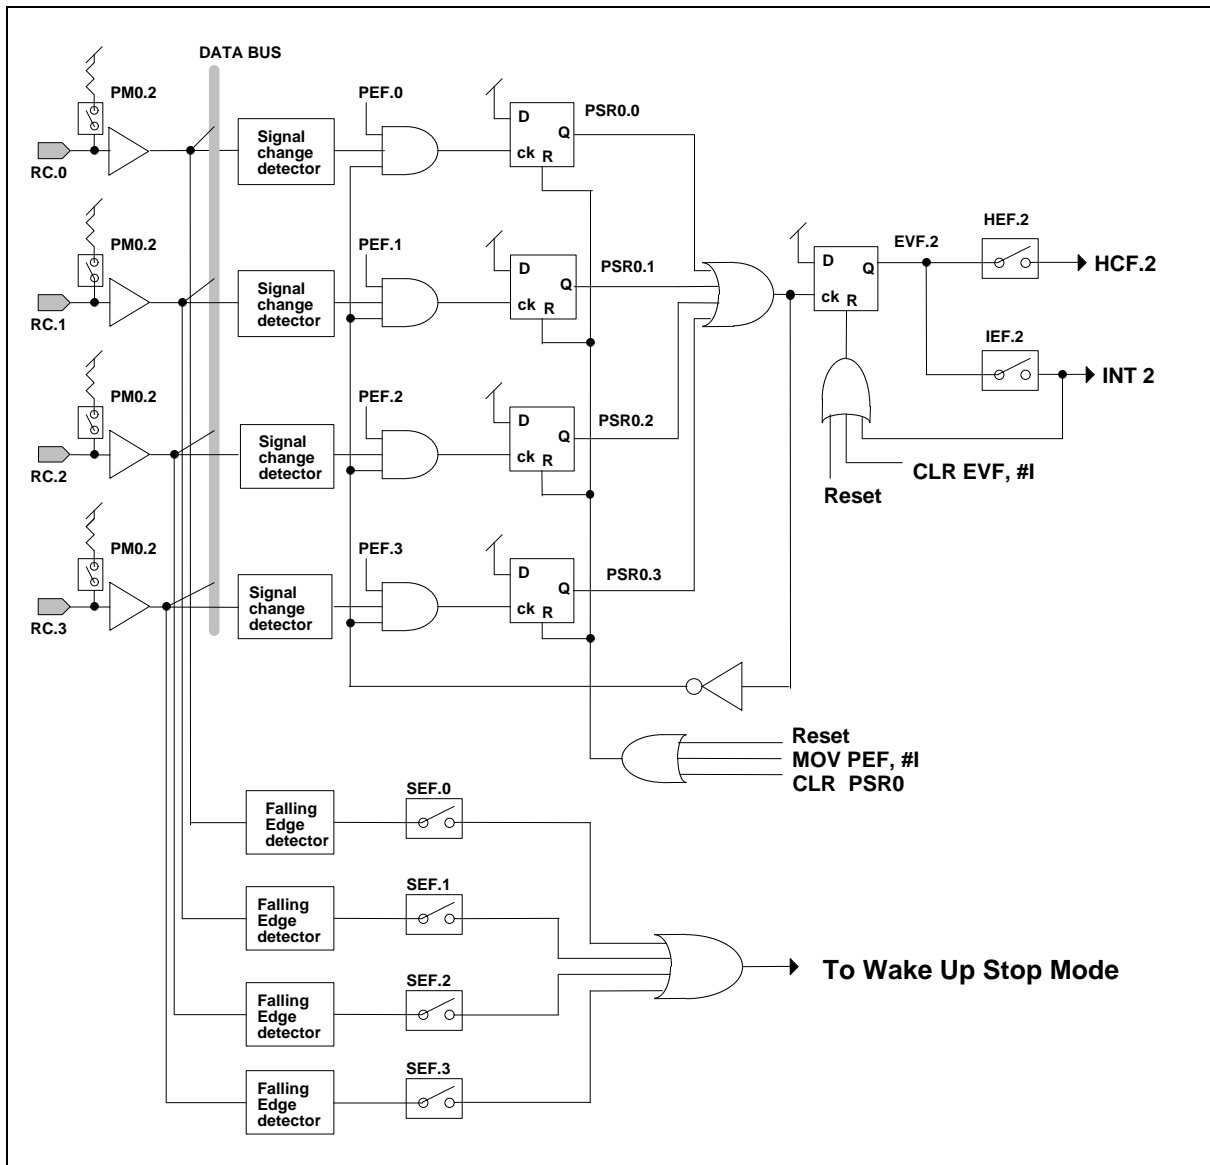 DATA BUS
PM0.2
RC.0
Signal
change
detector
PEF.0
D
Q
ck
R
PSR0.0
PM0.2
RC.1
Signal
change
detector
PEF.1
D
Q
ck
R
PSR0.1
PM0.2
RC.2
Signal
change
detector
PEF.2
D
Q
ck
R
PSR0.2
PM0.2
RC.3
Signal
change
detector
PEF.3
D
Q
ck
R
PSR0.3
D
Q
ck
R
EVF.2
HEF.2
HCF.2
IEF.2
INT 2
CLR EVF, #I
Reset
Reset
MOV PEF, #I
CLR PSR0
Falling
Edge
detector
SEF.0
Falling
Edge
detector
SEF.1
Falling
Edge
detector
SEF.2
Falling
Edge
detector
SEF.3
To Wake Up Stop Mode